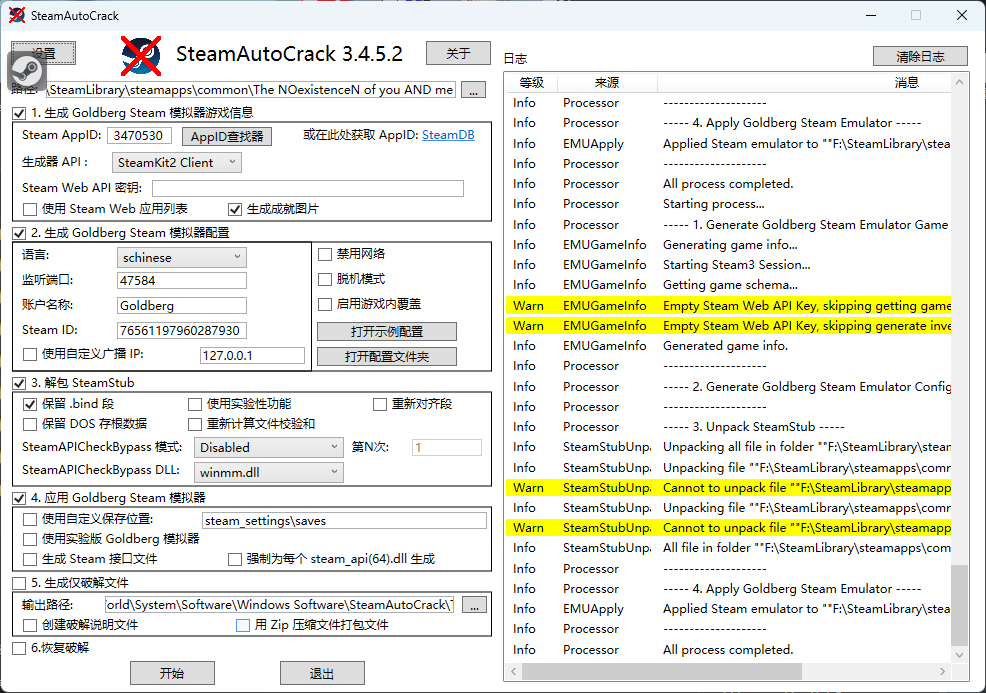 SteamAutoCrack
设置
SteamAutoCrack 3.4.5.2
关于
路径:
\SteamLibrary\steamapps\common\The NOexistenceN of you AND me
...
1. 生成 Goldberg Steam 模拟器游戏信息
Steam AppID: 3470530 AppID查找器 或在此处获取 AppID: SteamDB
生成器 API : SteamKit2 Client
Steam Web API 密钥:
使用 Steam Web 应用列表 生成成就图片
2. 生成 Goldberg Steam 模拟器配置
语言: schinese 禁用网络
监听端口: 47584 脱机模式
账户名称: Goldberg 启用游戏内覆盖
Steam ID: 76561197960287930 打开示例配置
使用自定义广播 IP: 127.0.0.1 打开配置文件夹
3. 解包 SteamStub
保留 .bind 段 使用实验性功能 重新对齐段
保留 DOS 存根数据 重新计算文件校验和
SteamAPICheckBypass 模式: Disabled 第N次: 1
SteamAPICheckBypass DLL: winmm.dll
4. 应用 Goldberg Steam 模拟器
使用自定义保存位置: steam_settings\saves
使用实验版 Goldberg 模拟器
生成 Steam 接口文件 强制为每个 steam_api(64).dll 生成
5. 生成仅破解文件
输出路径: orld\System\Software\Windows Software\SteamAutoCrack\T ...
创建破解说明文件 用 Zip 压缩文件打包文件
6.恢复破解
开始 退出
日志 清除日志
等级 来源 消息
Info Processor --------------------
Info Processor ----- 4. Apply Goldberg Steam Emulator -----
Info EMUApply Applied Steam emulator to ""F:\SteamLibrary\stea
Info Processor --------------------
Info Processor All process completed.
Info Processor Starting process...
Info Processor ----- 1. Generate Goldberg Steam Emulator Game
Info EMUGameInfo Generating game info...
Info EMUGameInfo Starting Steam3 Session...
Info EMUGameInfo Getting game schema...
Warn EMUGameInfo Empty Steam Web API Key, skipping getting game
Warn EMUGameInfo Empty Steam Web API Key, skipping generate inve
Info EMUGameInfo Generated game info.
Info Processor --------------------
Info Processor ----- 2. Generate Goldberg Steam Emulator Config
Info Processor --------------------
Info Processor ----- 3. Unpack SteamStub -----
Info SteamStubUnpa Unpacking all file in folder ""F:\SteamLibrary\steam
Info SteamStubUnpa Unpacking file ""F:\SteamLibrary\steamapps\comn
Warn SteamStubUnpa Cannot to unpack file ""F:\SteamLibrary\steamapp
Info SteamStubUnpa Unpacking file ""F:\SteamLibrary\steamapps\comn
Warn SteamStubUnpa Cannot to unpack file ""F:\SteamLibrary\steamapp
Info SteamStubUnpa All file in folder ""F:\SteamLibrary\steamapps\com
Info Processor --------------------
Info Processor ----- 4. Apply Goldberg Steam Emulator -----
Info EMUApply Applied Steam emulator to ""F:\SteamLibrary\stea
Info Processor --------------------
Info Processor All process completed.